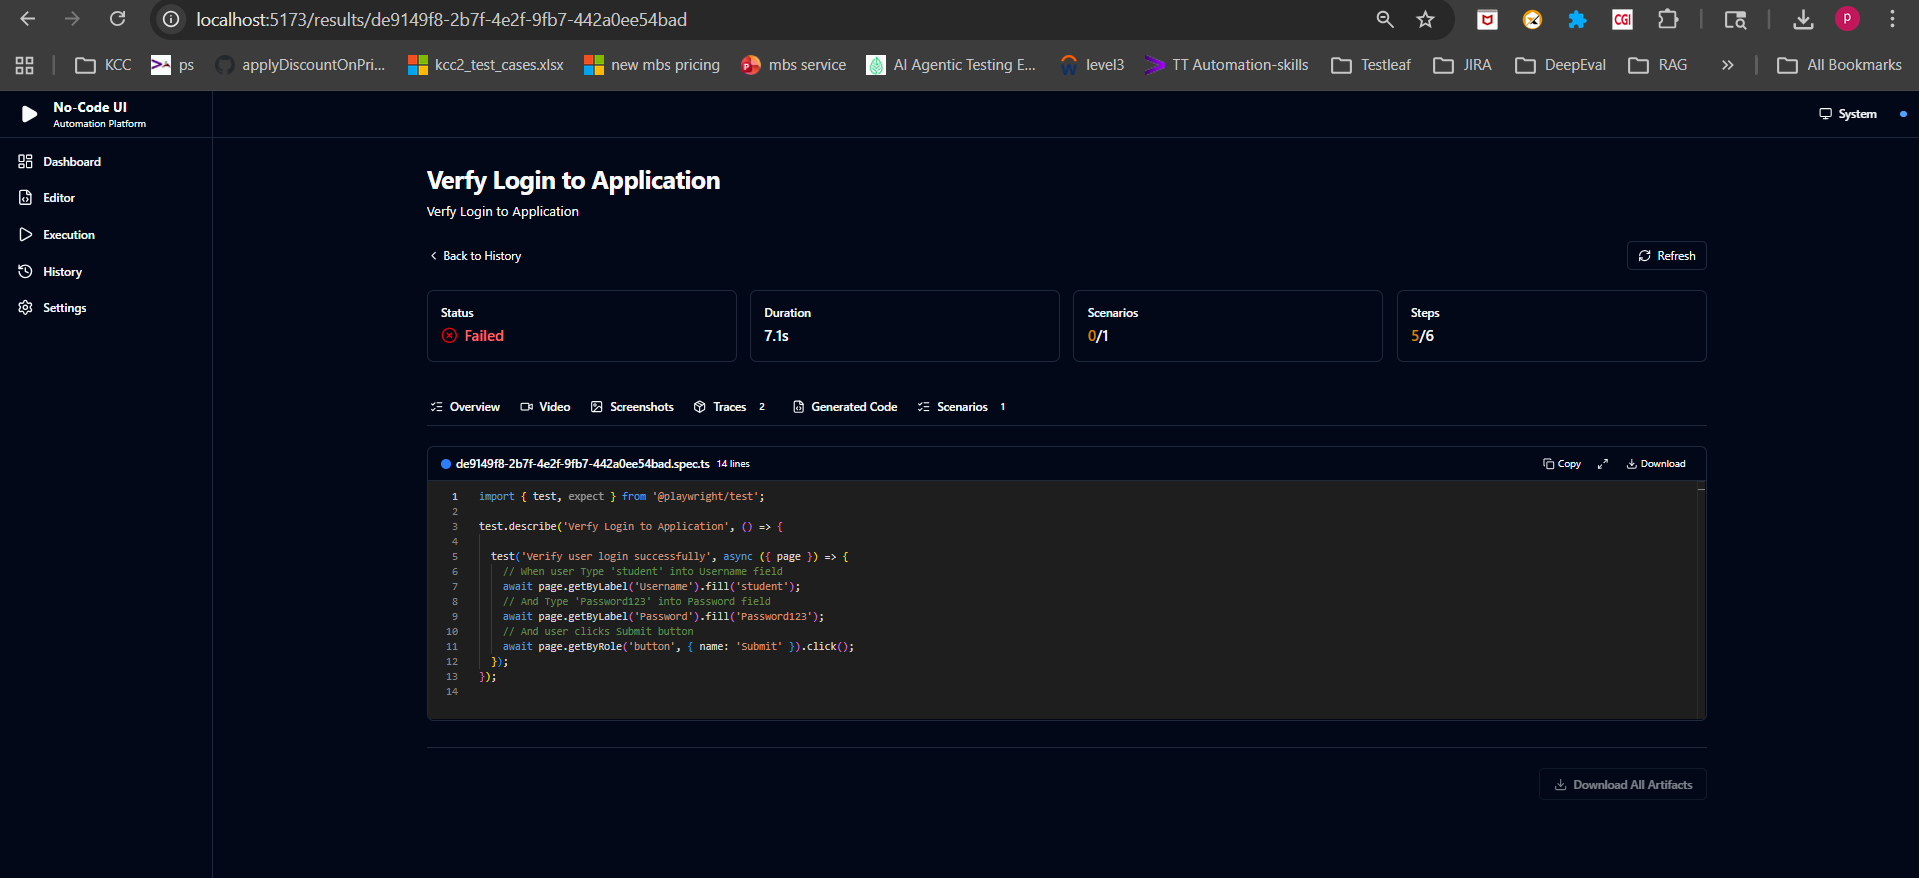 localhost:5173/results/de9149f8-2b7f-4e2f-9fb7-442a0ee54bad
CGI
P
KCC
ps
applyDiscountOnPri...
kcc2_test_cases.xlsx
new mbs pricing
mbs service
AI Agentic Testing E...
level3
TT Automation-skills
Testleaf
JIRA
DeepEval
RAG
»
All Bookmarks
No-Code UI
Automation Platform
System
Dashboard
Editor
Execution
History
Settings
Verfy Login to Application
Verfy Login to Application
Back to History
Refresh
Status
Failed
Duration
7.1s
Scenarios
0/1
Steps
5/6
Overview
Video
Screenshots
Traces 2
Generated Code
Scenarios 1
de9149f8-2b7f-4e2f-9fb7-442a0ee54bad.spec.ts 14 lines
Copy
Download
1 import { test, expect } from '@playwright/test';
2
3 test.describe('Verfy Login to Application', () => {
4
5 test('Verify user login successfully', async ({ page }) => {
6 // When user Type 'student' into Username field
7 await page.getByLabel('Username').fill('student');
8 // And Type 'Password123' into Password field
9 await page.getByLabel('Password').fill('Password123');
10 // And user clicks Submit button
11 await page.getByRole('button', { name: 'Submit' }).click();
12 });
13 });
14
Download All Artifacts